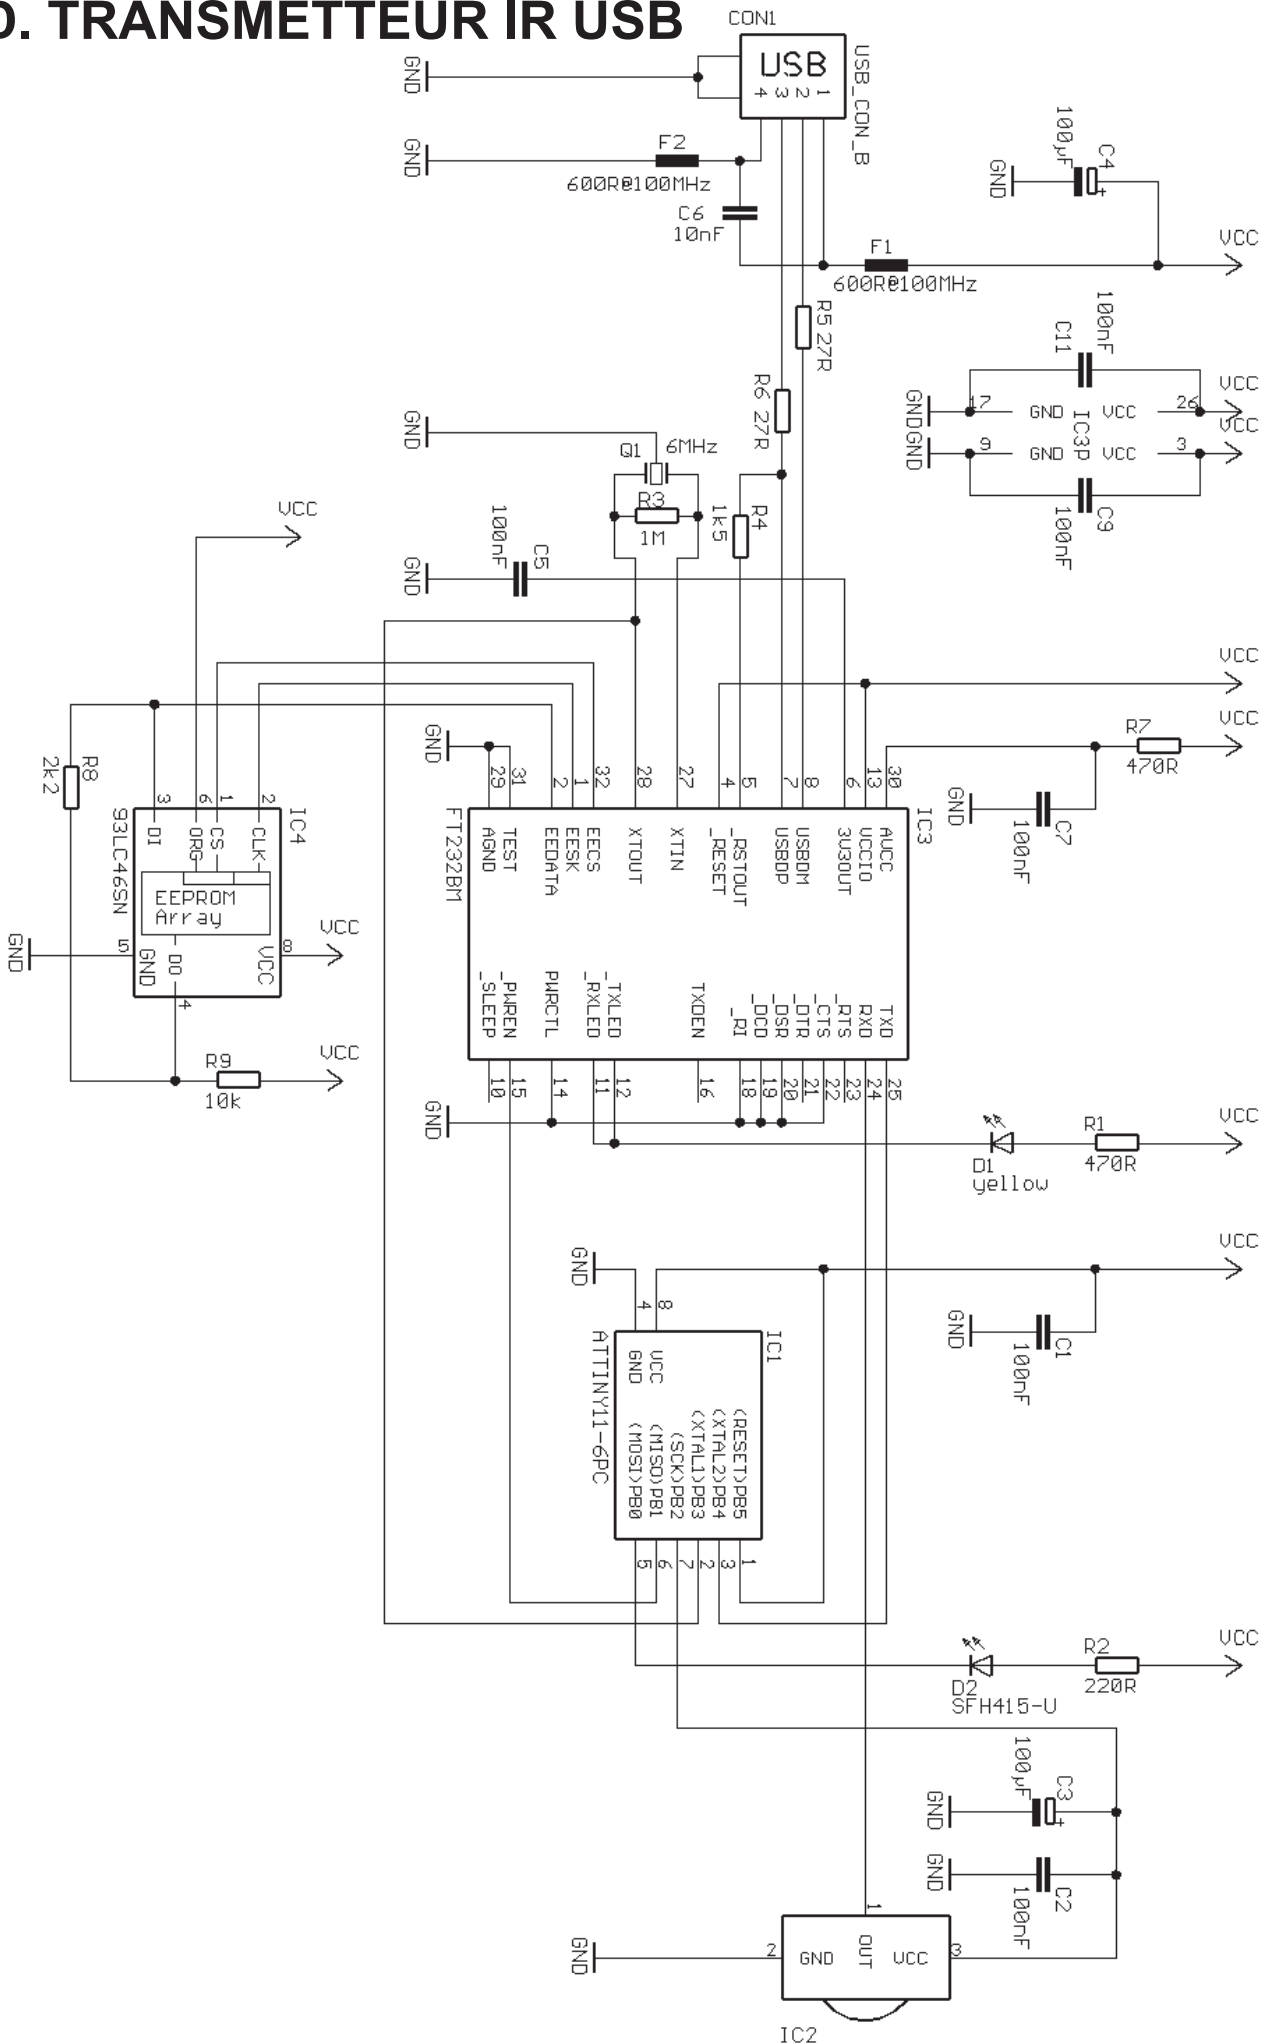 D. TRANSMETTEUR IR USB
CON1
USB
4 3 2 1
USB_CON_B
GND
GND
F2
600R@100MHz
C6
10nF
100µF
C4
+
GND
VCC
F1
600R@100MHz
R5 27R
R6 27R
100nF
C11
VCC
GND
17
GND
VCC
26
IC3P
VCC
GND
9
GND
VCC
3
C9
100nF
GND
Q1
6MHz
R3
1M
R4
1k5
VCC
100nF
C5
GND
VCC
VCC
R7
470R
GND
C7
100nF
R8
2k2
GND
29
31
2
1
32
28
27
4
5
7
8
6
13
30
IC3
FT232BM
AGND
TEST
EEDATA
EESK
EECS
XTOUT
XTIN
_RESET
_RSTOUT
USBDP
USBDM
3V3OUT
VCCIO
AVCC
_SLEEP
_PWREN
PWRCTL
_RXLED
_TXLED
TXDEN
_RI
_DCD
_DSR
_DTR
_CTS
_RTS
RXD
TXD
10
15
14
11
12
16
18
19
20
21
22
23
24
25
3
6
1
2
IC4
93LC46SN
DI
ORG
CS
CLK
EEPROM
Array
GND
5
GND
DO
VCC
8
VCC
4
R9
10k
VCC
GND
D1
yellow
R1
470R
VCC
GND
VCC
4
8
IC1
ATTINY11-6PC
GND
VCC
(MOSI)PB0
(MISO)PB1
(SCK)PB2
(XTAL1)PB3
(XTAL2)PB4
(RESET)PB5
5
6
7
2
3
1
GND
C1
100nF
D2
SFH415-U
R2
220R
VCC
100µF
C3
+
GND
GND
C2
100nF
1
GND
2
GND
OUT
VCC
3
IC2